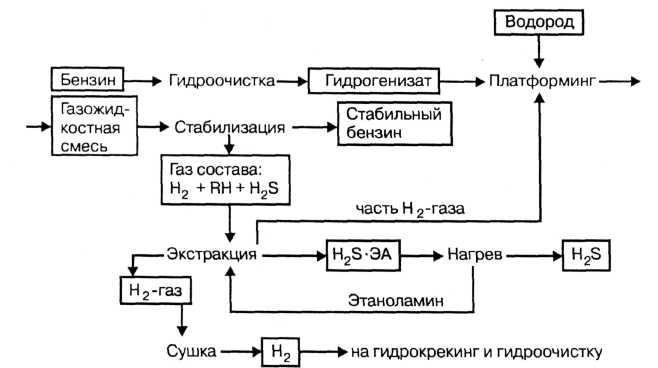 Водород
Бензин
Гидроочистка
Гидрогенизат
Платформинг
Газожид-
костная
смесь
Стабилизация
Стабильный
бензин
Газ состава:
H₂ + RH + H₂S
часть H₂-газа
Экстракция
H₂S·ЭА
Нагрев
H₂S
H₂-газ
Этаноламин
Сушка
H₂
на гидрокрекинг и гидроочистку